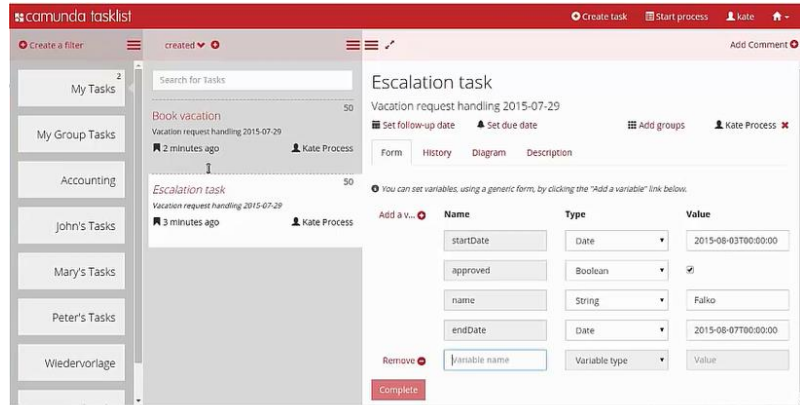 camunda tasklist
Create task
Start process
kate
Create a filter
created
Add Comment
My Tasks
2
My Group Tasks
Accounting
John's Tasks
Mary's Tasks
Peter's Tasks
Wiedervorlage
Search for Tasks
50
Book vacation
Vacation request handling 2015-07-29
2 minutes ago
Kate Process
50
Escalation task
Vacation request handling 2015-07-29
3 minutes ago
Kate Process
Escalation task
Vacation request handling 2015-07-29
Set follow-up date
Set due date
Add groups
Kate Process
Form
History
Diagram
Description
You can set variables, using a generic form, by clicking the "Add a variable" link below.
Add a v...
Name
Type
Value
startDate
Date
2015-08-03T00:00:00
approved
Boolean
name
String
Falko
endDate
Date
2015-08-07T00:00:00
Remove
Variable name
Variable type
Value
Complete